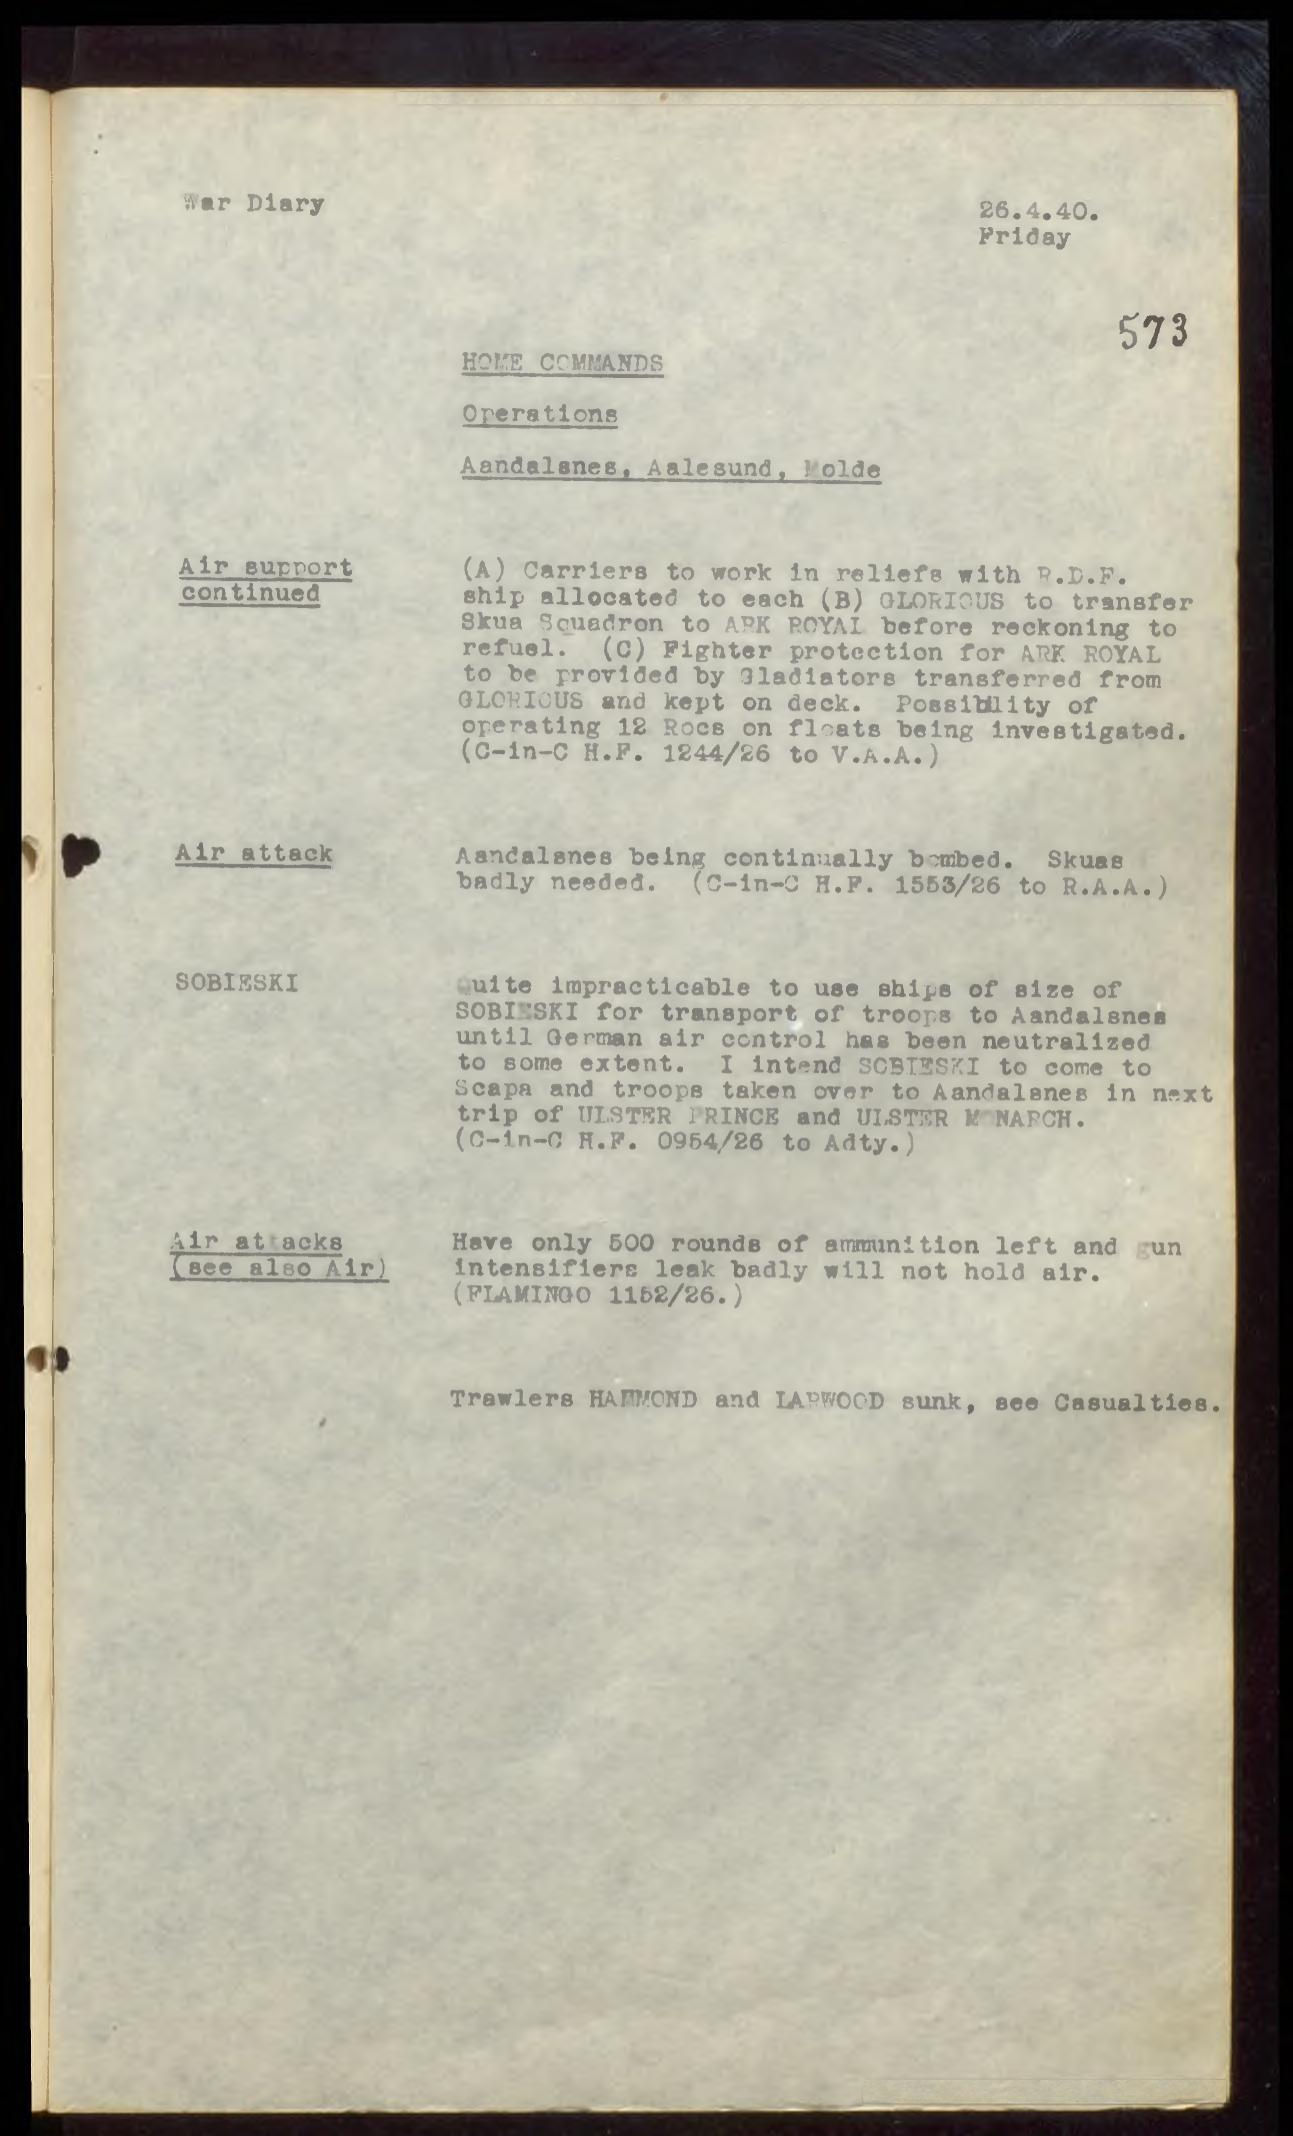 War Diary
26.4.40.
Friday
573
HOME COMMANDS
Operations
Aandalsnes, Aalesund, Molde
Air support
continued
(A) Carriers to work in reliefs with R.D.F.
ship allocated to each (B) GLORIOUS to transfer
Skua Squadron to ARK ROYAL before reckoning to
refuel. (C) Fighter protection for ARK ROYAL
to be provided by Gladiators transferred from
GLORIOUS and kept on deck. Possibility of
operating 12 Rocs on floats being investigated.
(C-in-C H.F. 1244/26 to V.A.A.)
Air attack
Aandalsnes being continually bombed. Skuas
badly needed. (C-in-C H.F. 1553/26 to R.A.A.)
SOBIESKI
Quite impracticable to use ships of size of
SOBIESKI for transport of troops to Aandalsnes
until German air control has been neutralized
to some extent. I intend SOBIESKI to come to
Scapa and troops taken over to Aandalsnes in next
trip of ULSTER PRINCE and ULSTER MONARCH.
(C-in-C H.F. 0954/26 to Adty.)
Air attacks
(see also Air)
Have only 500 rounds of ammunition left and gun
intensifiers leak badly will not hold air.
(FLAMINGO 1152/26.)
Trawlers HAMMOND and LARWOOD sunk, see Casualties.